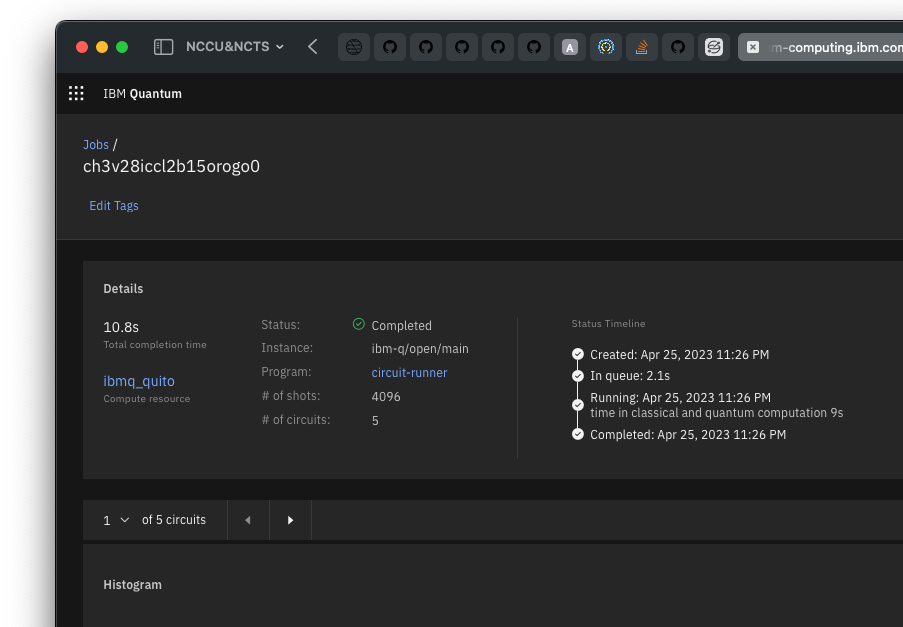 NCCU&NCTS
A
m-computing.ibm.com
IBM Quantum
Jobs /
ch3v28iccl2b15orogo0
Edit Tags
Details
10.8s
Total completion time
ibmq_quito
Compute resource
Status: Completed
Instance: ibm-q/open/main
Program: circuit-runner
# of shots: 4096
# of circuits: 5
Status Timeline
Created: Apr 25, 2023 11:26 PM
In queue: 2.1s
Running: Apr 25, 2023 11:26 PM
time in classical and quantum computation 9s
Completed: Apr 25, 2023 11:26 PM
1 of 5 circuits
Histogram